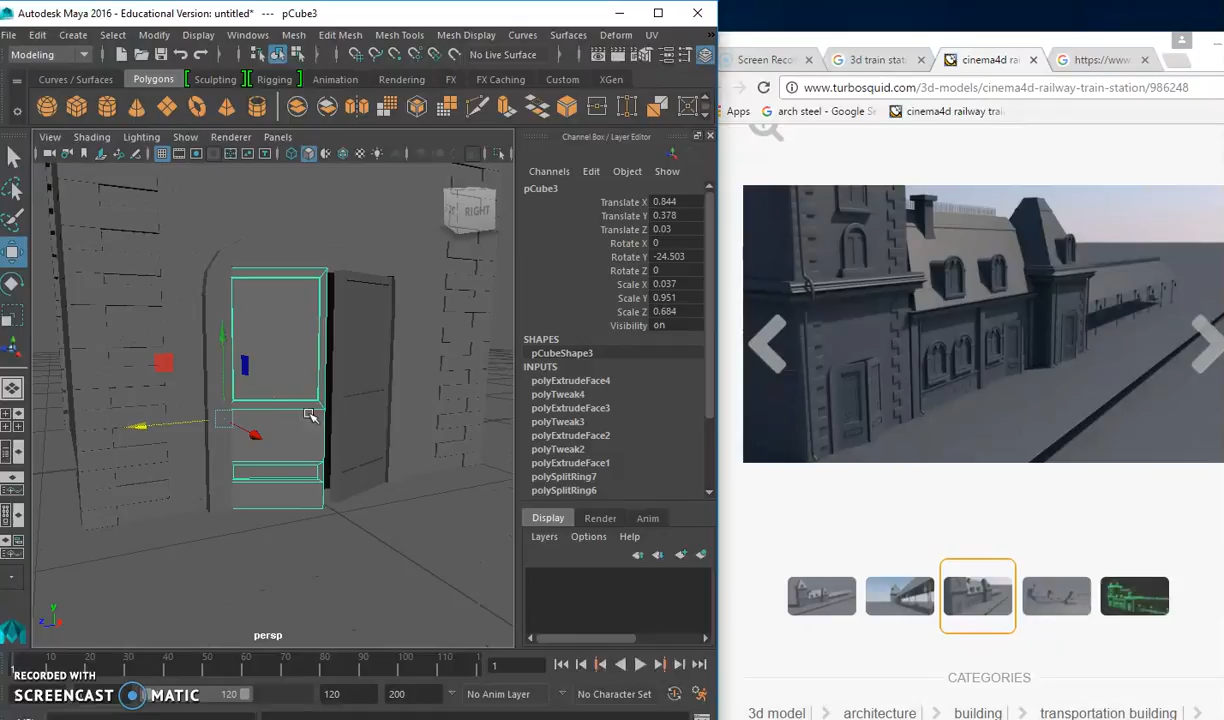 Autodesk Maya 2016 - Educational Version: untitled* --- pCube3
File Edit Create Select Modify Display Windows Mesh Edit Mesh Mesh Tools Mesh Display Curves Surfaces Deform UV
Modeling
No Live Surface
Curves / Surfaces Polygons Sculpting Rigging Animation Rendering FX FX Caching Custom XGen
View Shading Lighting Show Renderer Panels
RIGHT
persp
Channel Box / Layer Editor
Channels Edit Object Show
pCube3
Translate X 0.844
Translate Y 0.378
Translate Z 0.03
Rotate X 0
Rotate Y -24.503
Rotate Z 0
Scale X 0.037
Scale Y 0.951
Scale Z 0.684
Visibility on
SHAPES
pCubeShape3
INPUTS
polyExtrudeFace4
polyTweak4
polyExtrudeFace3
polyTweak3
polyExtrudeFace2
polyTweak2
polyExtrudeFace1
polySplitRing7
polySplitRing6
Display Render Anim
Layers Options Help
10 20 30 40 50 60 70 80 90 100 110 120
1
RECORDED WITH
SCREENCAST MATIC
120 120 200 No Anim Layer No Character Set
Screen Reco
3d train stat
cinema4d rai
https://www.
www.turbosquid.com/3d-models/cinema4d-railway-train-station/986248
Apps arch steel - Google Se cinema4d railway trai
CATEGORIES
3d model architecture building transportation building